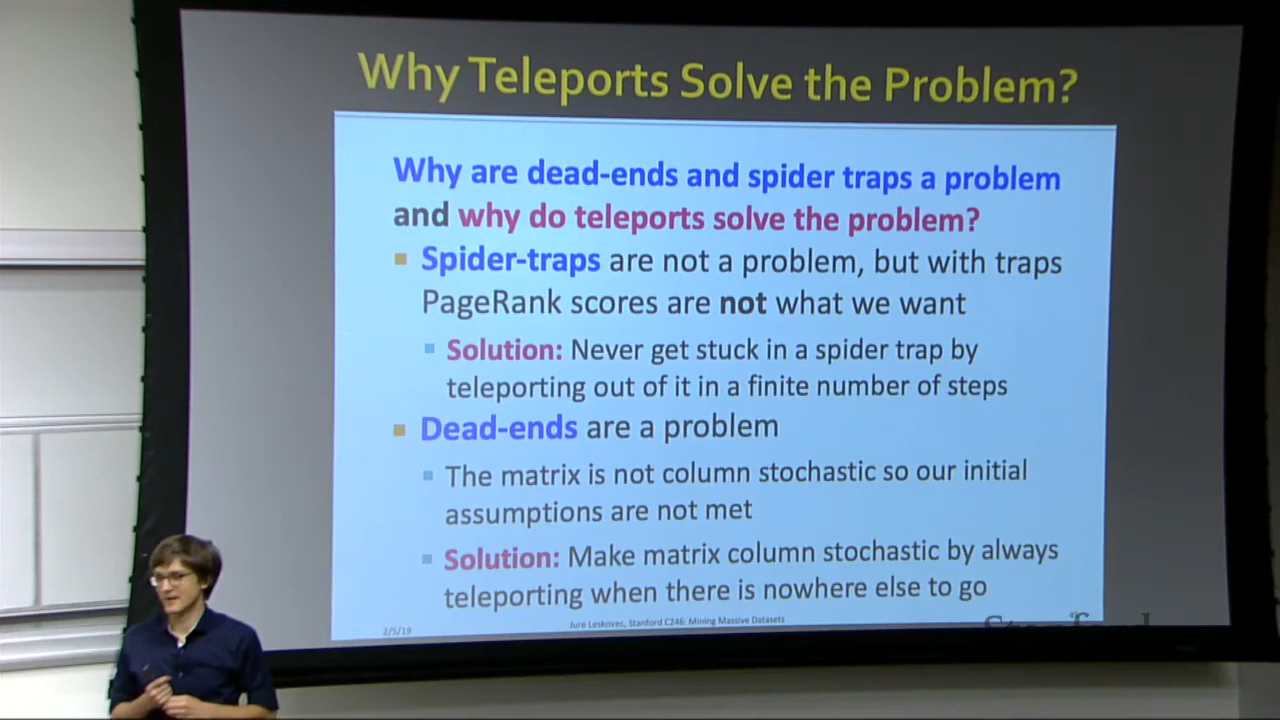 Why Teleports Solve the Problem?
Why are dead-ends and spider traps a problem
and why do teleports solve the problem?
Spider-traps are not a problem, but with traps
PageRank scores are not what we want
Solution: Never get stuck in a spider trap by
teleporting out of it in a finite number of steps
Dead-ends are a problem
The matrix is not column stochastic so our initial
assumptions are not met
Solution: Make matrix column stochastic by always
teleporting when there is nowhere else to go
2/5/19
Jure Leskovec, Stanford C246: Mining Massive Datasets
Stanford